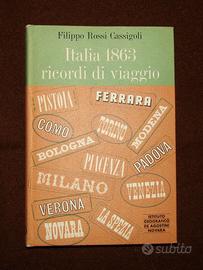 Filippo Rossi Cassigoli
Italia 1863
ricordi di viaggio
PISTOIA
FERRARA
COMO
TORINO
MODENA
BOLOGNA
PIACENZA
PADOVA
MILANO
VENEZIA
VERONA
LA SPEZIA
NOVARA
ISTITUTO
GEOGRAFICO
DE AGOSTINI
NOVARA
subito